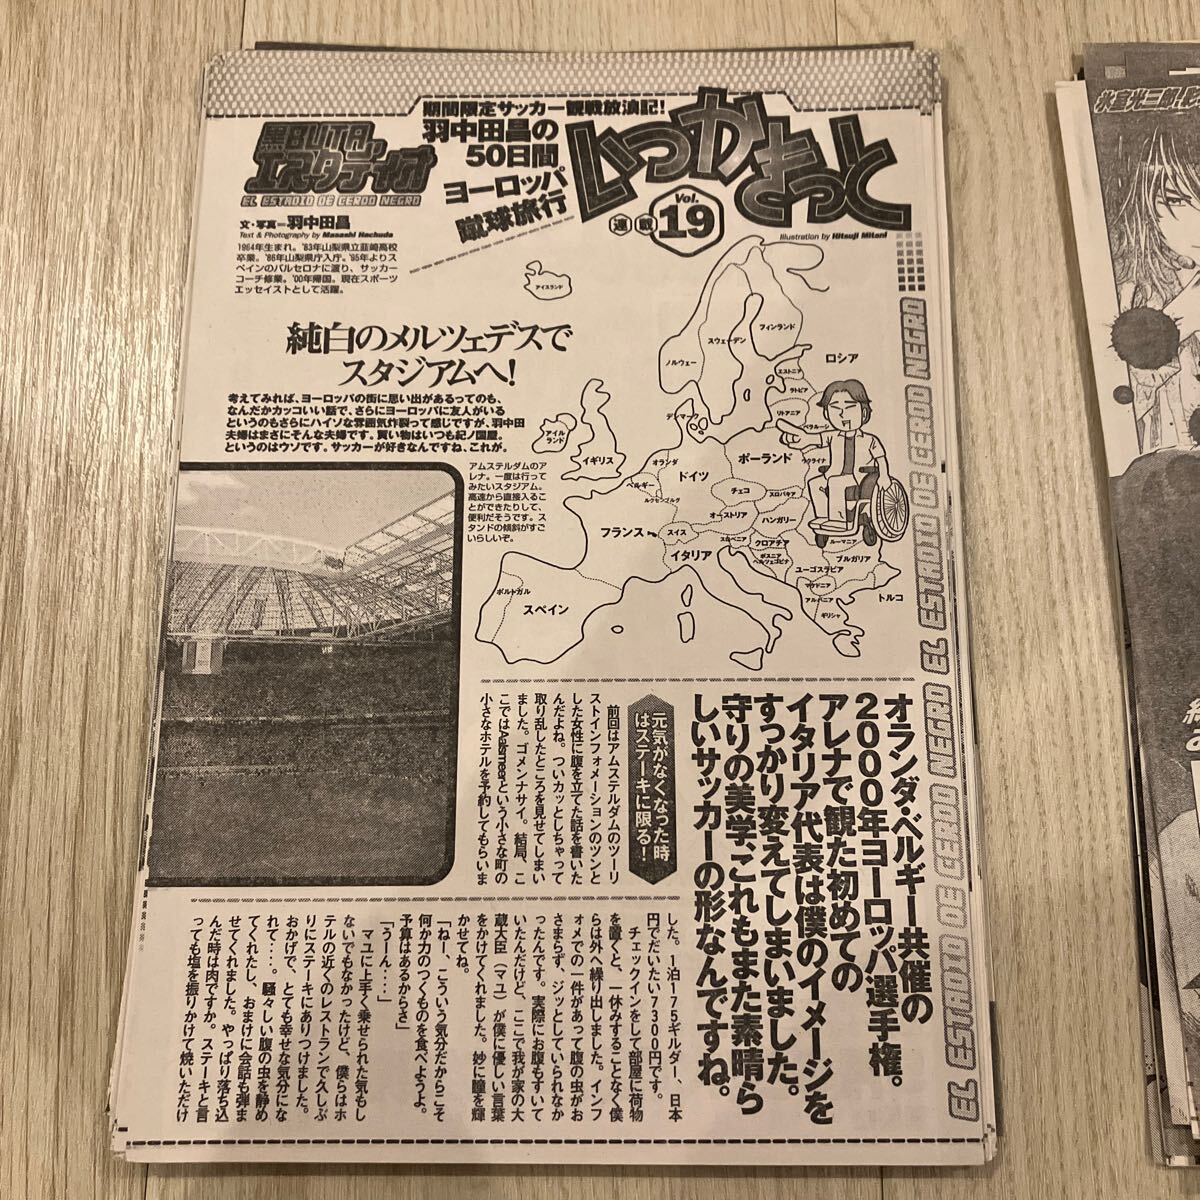 期間限定サッカー観戦放浪記!
羽中田昌の
50日間
ヨーロッパ
蹴球旅行
いつかきっと
連載
Vol.
19
エスタディオ
EL ESTADIO DE CERDO NEGRO
文・写真=羽中田昌
Text & Photography by Masashi Hachuda
Illustration by Hitsuji Mitani
1964年生まれ。'83年山梨県立韮崎高校
卒業。'86年山梨県庁入庁。'95年よりス
ペインのバルセロナに渡り、サッカー
コーチ修業。'00年帰国。現在スポーツ
エッセイストとして活躍。
純白のメルツェデスで
スタジアムへ!
考えてみれば、ヨーロッパの街に思い出があるってのも、
なんだかカッコいい話で、さらにヨーロッパに友人がいる
というのもさらにハイソな雰囲気炸裂って感じですが、羽中田
夫婦はまさにそんな夫婦です。買い物はいつも紀ノ国屋。
というのはウソです。サッカーが好きなんですね、これが。
アムステルダムのア
レナ。一度は行って
みたいスタジアム。
高速から直接入るこ
とができたりして、
便利だそうです。ス
タンドの傾斜がすご
いらしいぞ。
アイスランド
フィンランド
スウェーデン
ノルウェー
ロシア
エストニア
ラトビア
リトアニア
ベラルーシ
デンマーク
アイル
ランド
イギリス
オランダ
ベルギー
ルクセンブルグ
ドイツ
ポーランド
ウクライナ
チェコ
スロバキア
オーストリア
ハンガリー
フランス
スイス
スロベニア
クロアチア
ルーマニア
イタリア
ボスニア
ヘルツェゴビナ
ブルガリア
ユーゴスラビア
マケドニア
アルバニア
ギリシャ
トルコ
ポルトガル
スペイン
EL ESTADIO DE CERDO NEGRO EL ESTADIO DE CERDO NEGRO
オランダ・ベルギー共催の
2000年ヨーロッパ選手権。
アレナで観た初めての
イタリア代表は僕のイメージを
すっかり変えてしまいました。
守りの美学、これもまた素晴ら
しいサッカーの形なんですね。
元気がなくなった時
はステーキに限る!
前回はアムステルダムのツーリ
ストインフォメーションのツンと
した女性に腹を立てた話を書いた
んだよね。ついカッとしちゃって
取り乱したところを見せてしまい
ました。ゴメンナサイ。結局、こ
こではAalsmeerという小さな町の
小さなホテルを予約してもらいま
した。1泊175ギルダー、日本
円でだいたい7300円です。
チェックインをして部屋に荷物
を置くと、一休みすることなく僕
らは外へ繰り出しました。インフ
ォメでの一件があって腹の虫がお
さまらず、ジッとしていられなか
ったんです。実際にお腹もすいて
いたんだけど、ここで我が家の大
蔵大臣(マユ)が僕に優しい言葉
をかけてくれました。妙に瞳を輝
かせてね。
「ねー、こういう気分だからこそ
何か力のつくものを食べようよ。
予算はあるからさ」
「うーん‥‥」
マユに上手く乗せられた気もし
ないでもなかったけど、僕らはホ
テルの近くのレストランで久しぶ
りにステーキにありつけました。
おかげで、とても幸せな気分にな
れて‥‥。騒々しい腹の虫を静め
てくれたし、おまけに会話も弾ま
せてくれました。やっぱり落ち込
んだ時は肉ですか。ステーキと言
っても塩を振りかけて焼いただけ